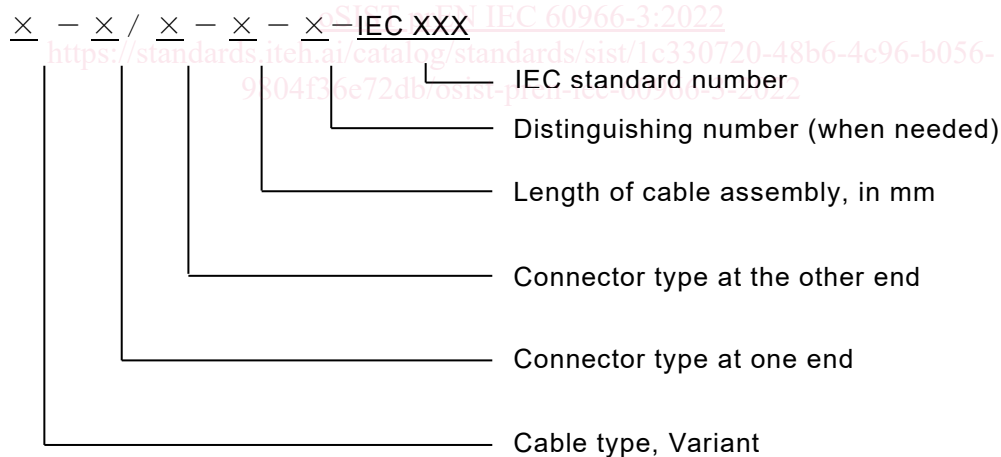 oSIST prEN IEC 60966-3:2022
× – × / × – × – × – IEC XXX
https://standards.iteh.ai/catalog/standards/sist/1c330720-48b6-4c96-b056-
IEC standard number
9804f36e72db/osist-pren-iec-60966-3-2022
Distinguishing number (when needed)
Length of cable assembly, in mm
Connector type at the other end
Connector type at one end
Cable type, Variant